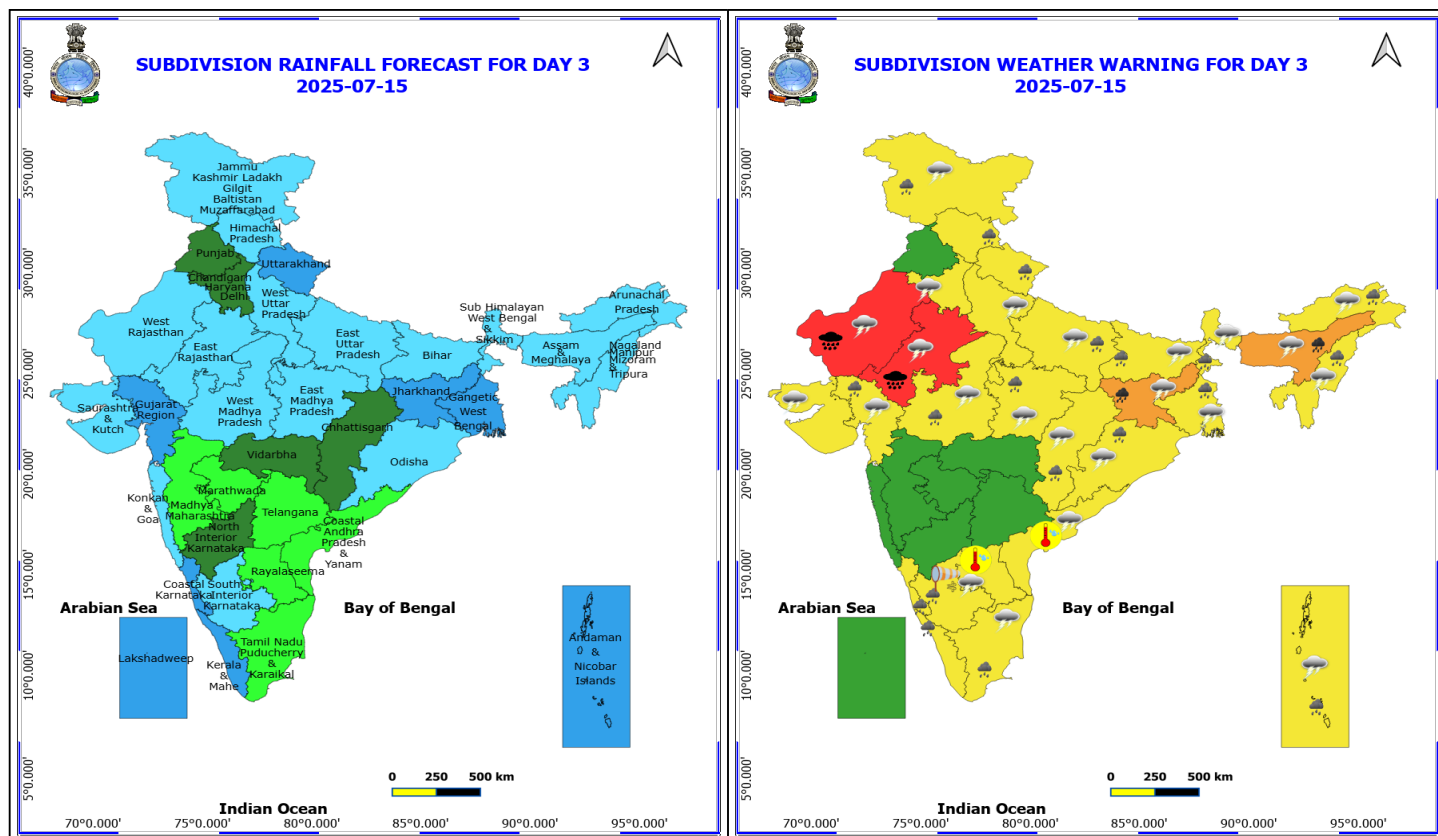 SUBDIVISION RAINFALL FORECAST FOR DAY 3
2025-07-15
40°0.000'
35°0.000'
30°0.000'
25°0.000'
20°0.000'
15°0.000'
10°0.000'
5°0.000'
Jammu
Kashmir Ladakh
Gilgit
Baltistan
Muzaffarabad
Himachal
Pradesh
Punjab
Uttarakhand
Chandigarh
Haryana
Delhi
West
Uttar
Pradesh
West
Rajasthan
East
Rajasthan
East
Uttar
Pradesh
Bihar
Sub Himalayan
West Bengal
&
Sikkim
Arunachal
Pradesh
Assam
&
Meghalaya
Nagaland
Manipur
Mizoram
&
Tripura
Saurashtra
&
Kutch
Gujarat
Region
West
Madhya
Pradesh
East
Madhya
Pradesh
Jharkhand
Gangetic
West
Bengal
Chhattisgarh
Odisha
Vidarbha
Konkan
&
Goa
Madhya
Maharashtra
Marathwada
Telangana
North
Interior
Karnataka
Coastal
Andhra
Pradesh
&
Yanam
Rayalaseema
Coastal
Karnataka
South
Interior
Karnataka
Tamil Nadu
Puducherry
&
Karaikal
Kerala
&
Mahe
Arabian Sea
Bay of Bengal
Lakshadweep
Andaman
&
Nicobar
Islands
0 250 500 km
Indian Ocean
70°0.000' 75°0.000' 80°0.000' 85°0.000' 90°0.000' 95°0.000'
SUBDIVISION WEATHER WARNING FOR DAY 3
2025-07-15
40°0.000'
35°0.000'
30°0.000'
25°0.000'
20°0.000'
15°0.000'
10°0.000'
5°0.000'
Arabian Sea
Bay of Bengal
0 250 500 km
Indian Ocean
70°0.000' 75°0.000' 80°0.000' 85°0.000' 90°0.000' 95°0.000'